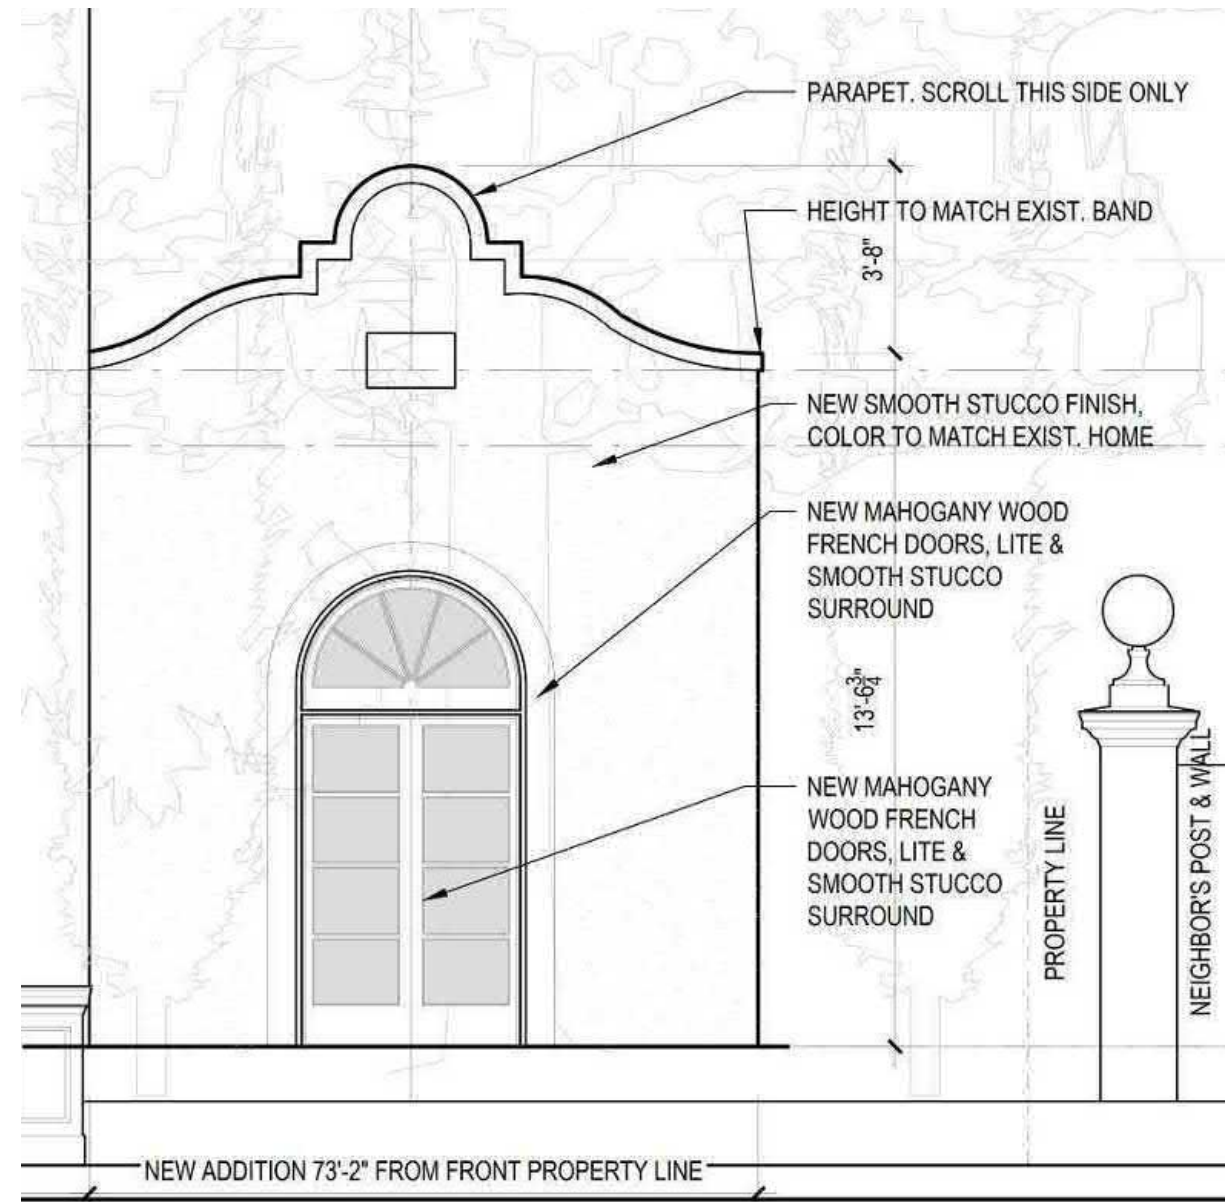 PARAPET. SCROLL THIS SIDE ONLY
HEIGHT TO MATCH EXIST. BAND
3'-8"
NEW SMOOTH STUCCO FINISH,
COLOR TO MATCH EXIST. HOME
NEW MAHOGANY WOOD
FRENCH DOORS, LITE &
SMOOTH STUCCO
SURROUND
13'-6¾"
NEW MAHOGANY
WOOD FRENCH
DOORS, LITE &
SMOOTH STUCCO
SURROUND
PROPERTY LINE
NEIGHBOR'S POST & WALL
NEW ADDITION 73'-2" FROM FRONT PROPERTY LINE